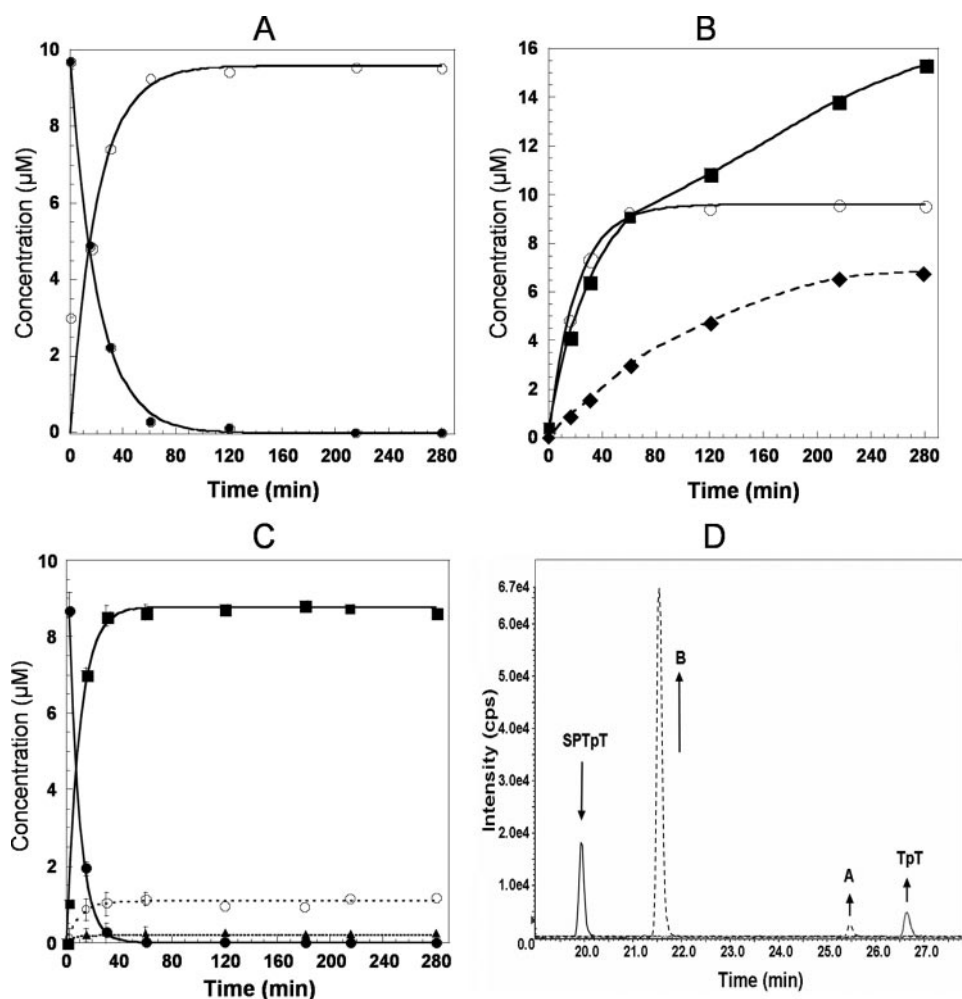 A
Concentration (µM)
10
8
6
4
2
0
0 40 80 120 160 200 240 280
Time (min)
B
Concentration (µM)
16
14
12
10
8
6
4
2
0
0 40 80 120 160 200 240 280
Time (min)
C
Concentration (µM)
10
8
6
4
2
0
0 40 80 120 160 200 240 280
Time (min)
D
Intensity (cps)
6.7e4
6.0e4
5.0e4
4.0e4
3.0e4
2.0e4
1.0e4
0.0
SPTpT
B
A
TpT
20.0 21.0 22.0 23.0 24.0 25.0 26.0 27.0
Time (min)